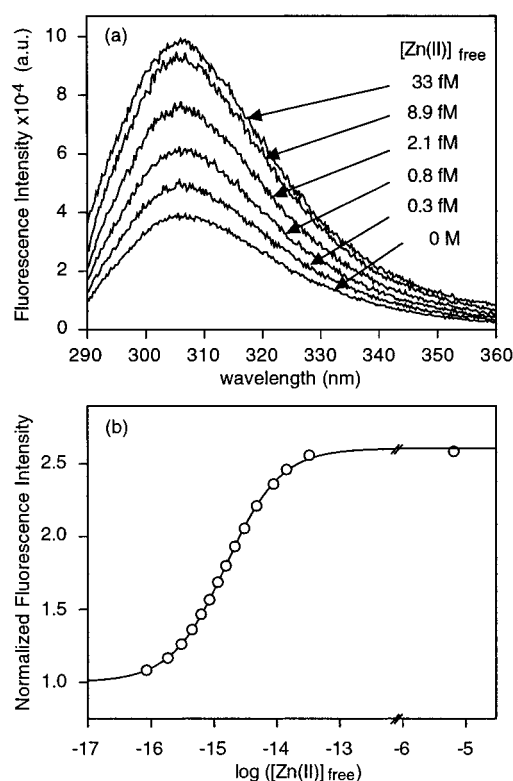 (a)
[Zn(II)] free
33 fM
8.9 fM
2.1 fM
0.8 fM
0.3 fM
0 M
Fluorescence Intensity x10-4 (a.u.)
10
8
6
4
2
0
290 300 310 320 330 340 350 360
wavelength (nm)
(b)
Normalized Fluorescence Intensity
2.5
2.0
1.5
1.0
-17 -16 -15 -14 -13 -6 -5
log ([Zn(II)] free)